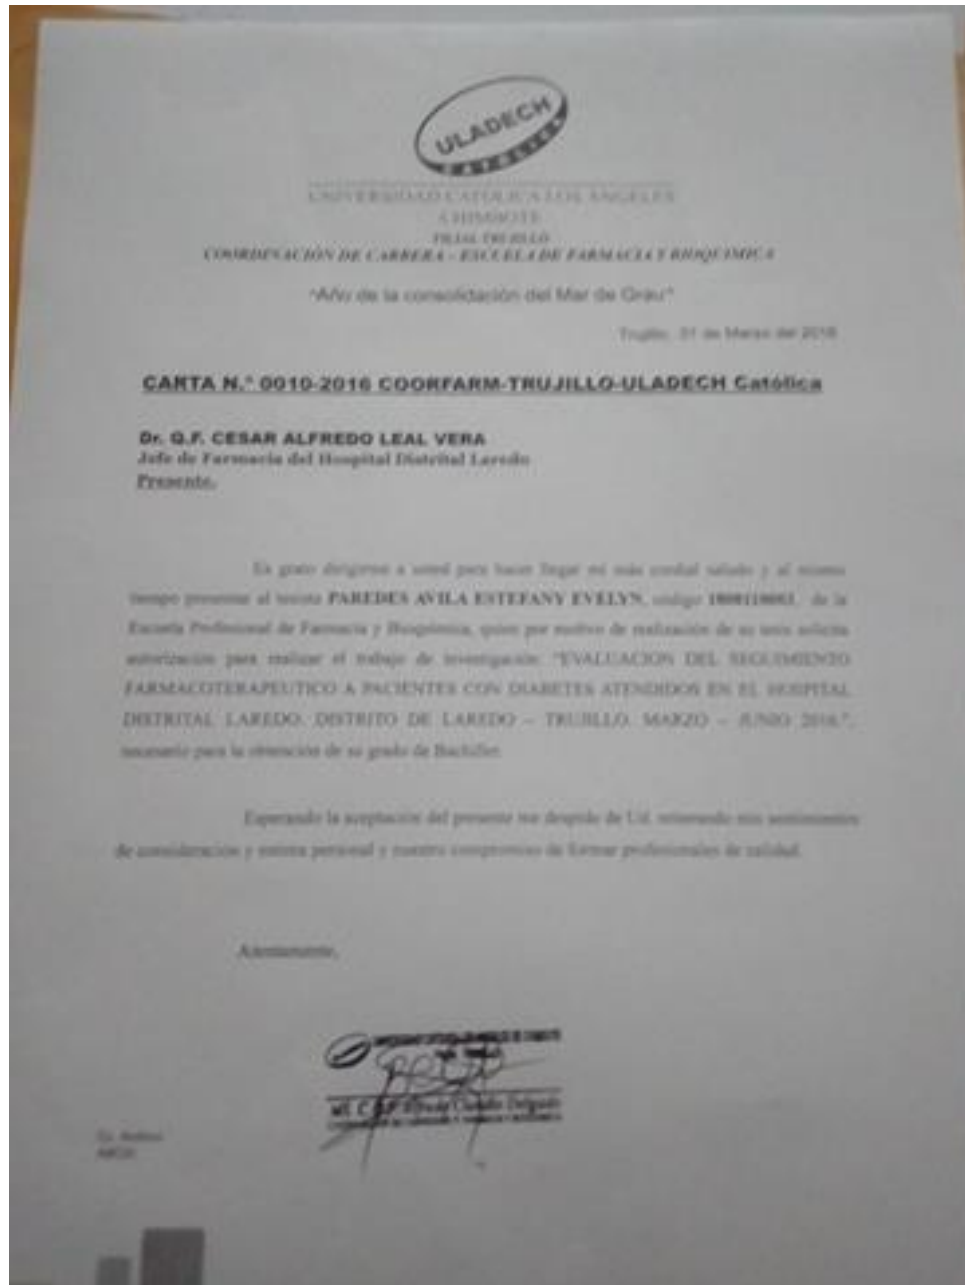 ULADECH
CATÓLICA
UNIVERSIDAD CATÓLICA LOS ÁNGELES
CHIMBOTE
FILIAL TRUJILLO
COORDINACIÓN DE CARRERA – ESCUELA DE FARMACIA Y BIOQUIMICA
"Año de la consolidación del Mar de Grau"
Trujillo, 01 de Marzo del 2016
CARTA N.° 0010-2016 COORFARM-TRUJILLO-ULADECH Católica
Dr. Q.F. CESAR ALFREDO LEAL VERA
Jefe de Farmacia del Hospital Distrital Laredo
Presente.
Es grato dirigirme a usted para hacer llegar mi más cordial saludo y al mismo
tiempo presentar al tesista PAREDES AVILA ESTEFANY EVELYN, código de la
Escuela Profesional de Farmacia y Bioquímica, quien por motivo de realización de su tesis solicita
autorización para realizar el trabajo de investigación: "EVALUACION DEL SEGUIMIENTO
FARMACOTERAPEUTICO A PACIENTES CON DIABETES ATENDIDOS EN EL HOSPITAL
DISTRITAL LAREDO. DISTRITO DE LAREDO – TRUJILLO. MARZO – JUNIO 2016.",
necesario para la obtención de su grado de Bachiller.
Esperando la aceptación del presente me despido de Ud. reiterando mis sentimientos
de consideración y estima personal y nuestro compromiso de formar profesionales de calidad.
Atentamente,
Delgado